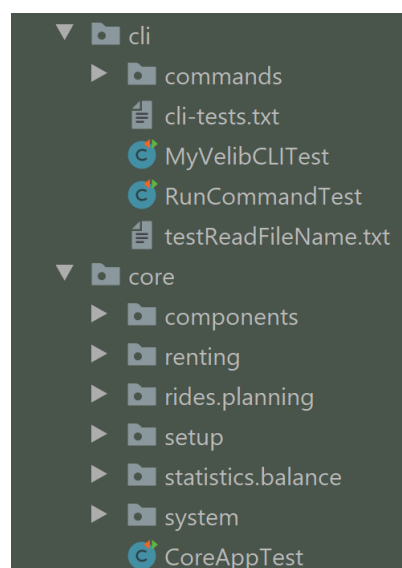 cli
commands
cli-tests.txt
MyVelibCLITest
RunCommandTest
testReadFileName.txt
core
components
renting
rides.planning
setup
statistics.balance
system
CoreAppTest